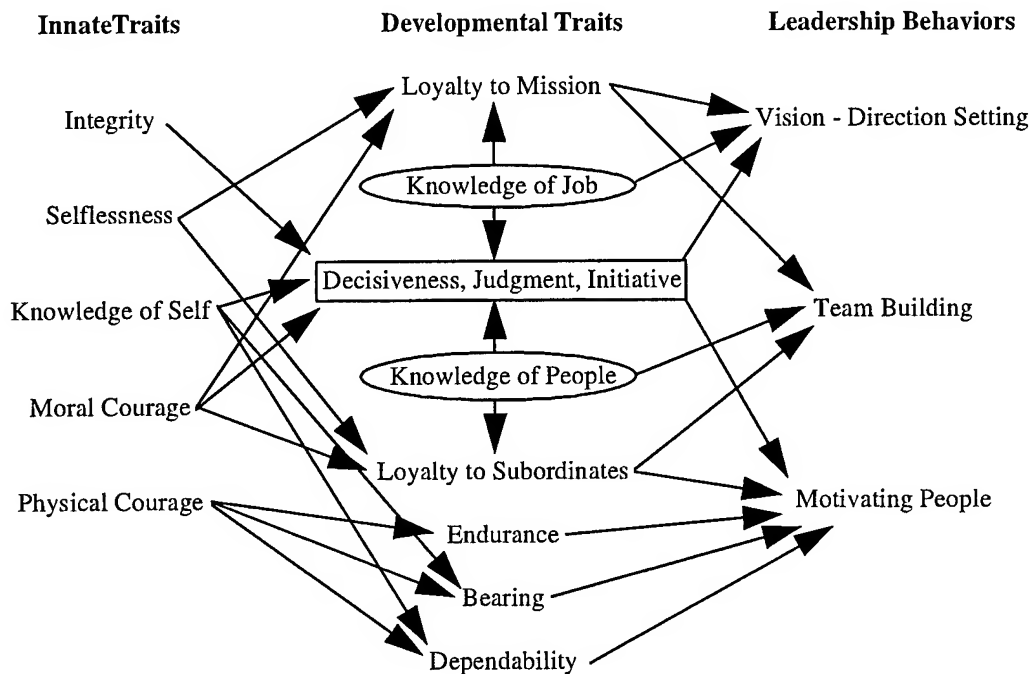 InnateTraits
Developmental Traits
Leadership Behaviors
Loyalty to Mission
Integrity
Vision - Direction Setting
Knowledge of Job
Selflessness
Decisiveness, Judgment, Initiative
Knowledge of Self
Team Building
Knowledge of People
Moral Courage
Loyalty to Subordinates
Physical Courage
Motivating People
Endurance
Bearing
Dependability